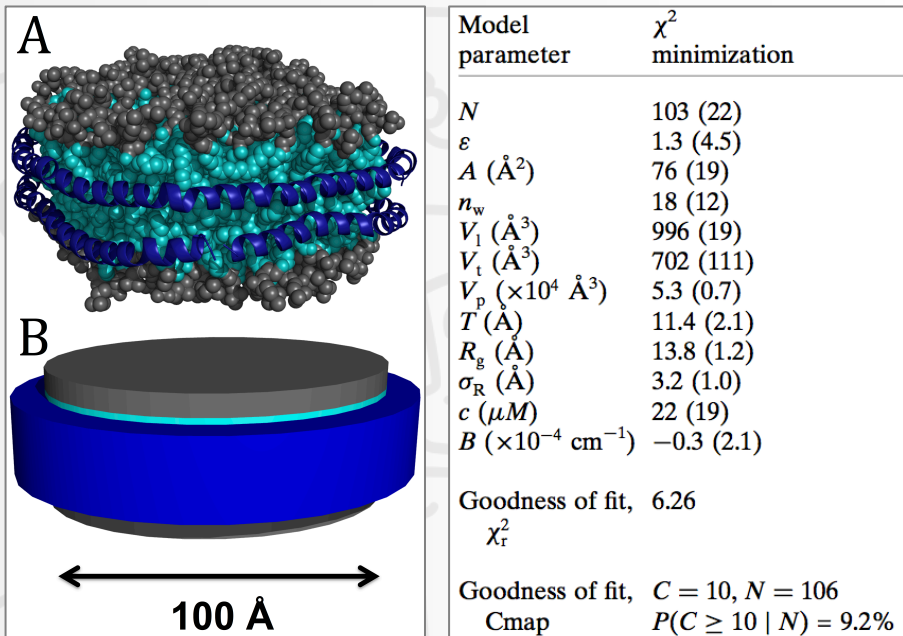 A
B
100 Å
Model parameter χ² minimization
N 103 (22)
ε 1.3 (4.5)
A (Å²) 76 (19)
n_w 18 (12)
V_l (Å³) 996 (19)
V_t (Å³) 702 (111)
V_p (×10⁴ Å³) 5.3 (0.7)
T (Å) 11.4 (2.1)
R_g (Å) 13.8 (1.2)
σ_R (Å) 3.2 (1.0)
c (μM) 22 (19)
B (×10⁻⁴ cm⁻¹) −0.3 (2.1)
Goodness of fit, 6.26
χ²_r
Goodness of fit, C = 10, N = 106
Cmap P(C ≥ 10 | N) = 9.2%